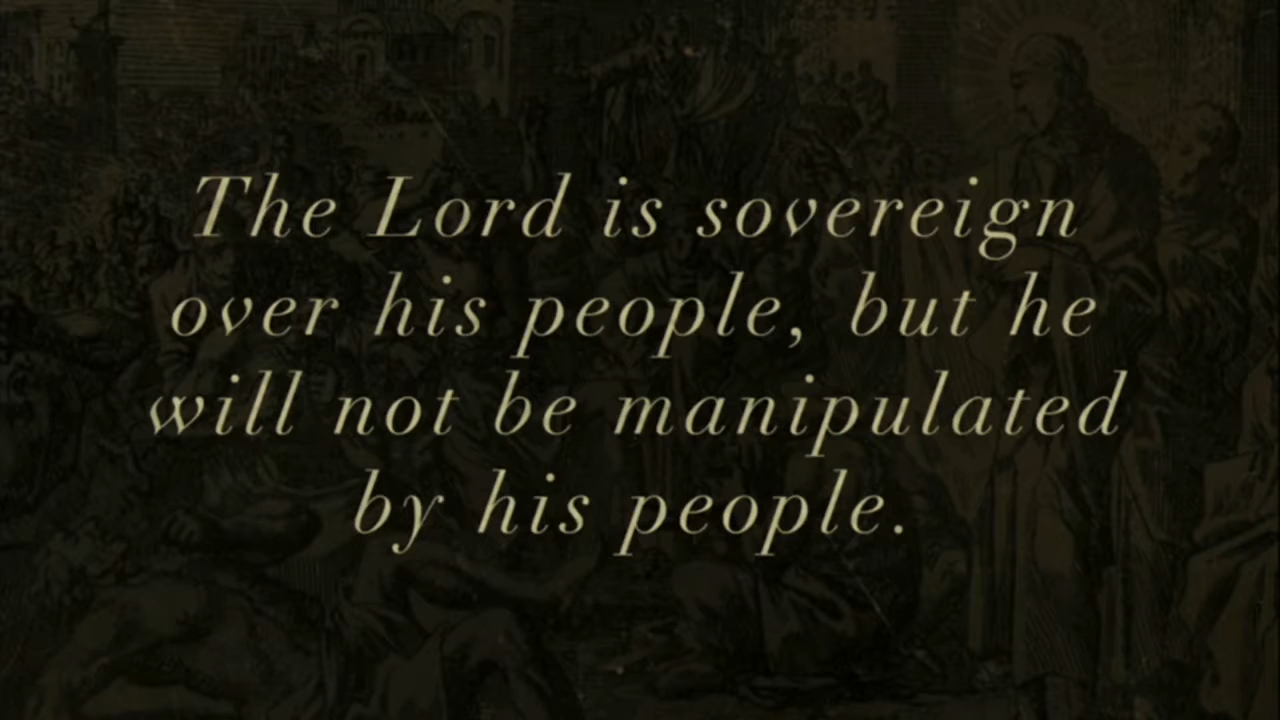 The Lord is sovereign
over his people, but he
will not be manipulated
by his people.